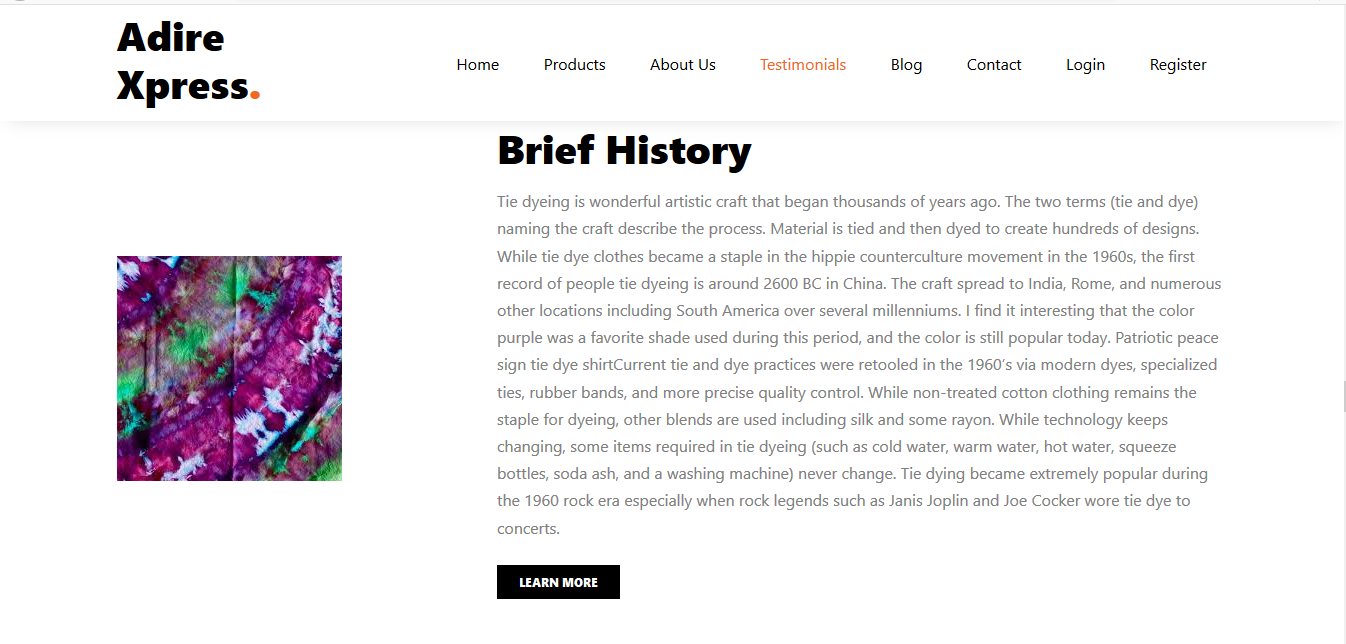 Adire
Xpress.
Home Products About Us Testimonials Blog Contact Login Register
Brief History
Tie dyeing is wonderful artistic craft that began thousands of years ago. The two terms (tie and dye)
naming the craft describe the process. Material is tied and then dyed to create hundreds of designs.
While tie dye clothes became a staple in the hippie counterculture movement in the 1960s, the first
record of people tie dyeing is around 2600 BC in China. The craft spread to India, Rome, and numerous
other locations including South America over several millenniums. I find it interesting that the color
purple was a favorite shade used during this period, and the color is still popular today. Patriotic peace
sign tie dye shirtCurrent tie and dye practices were retooled in the 1960’s via modern dyes, specialized
ties, rubber bands, and more precise quality control. While non-treated cotton clothing remains the
staple for dyeing, other blends are used including silk and some rayon. While technology keeps
changing, some items required in tie dyeing (such as cold water, warm water, hot water, squeeze
bottles, soda ash, and a washing machine) never change. Tie dying became extremely popular during
the 1960 rock era especially when rock legends such as Janis Joplin and Joe Cocker wore tie dye to
concerts.
LEARN MORE